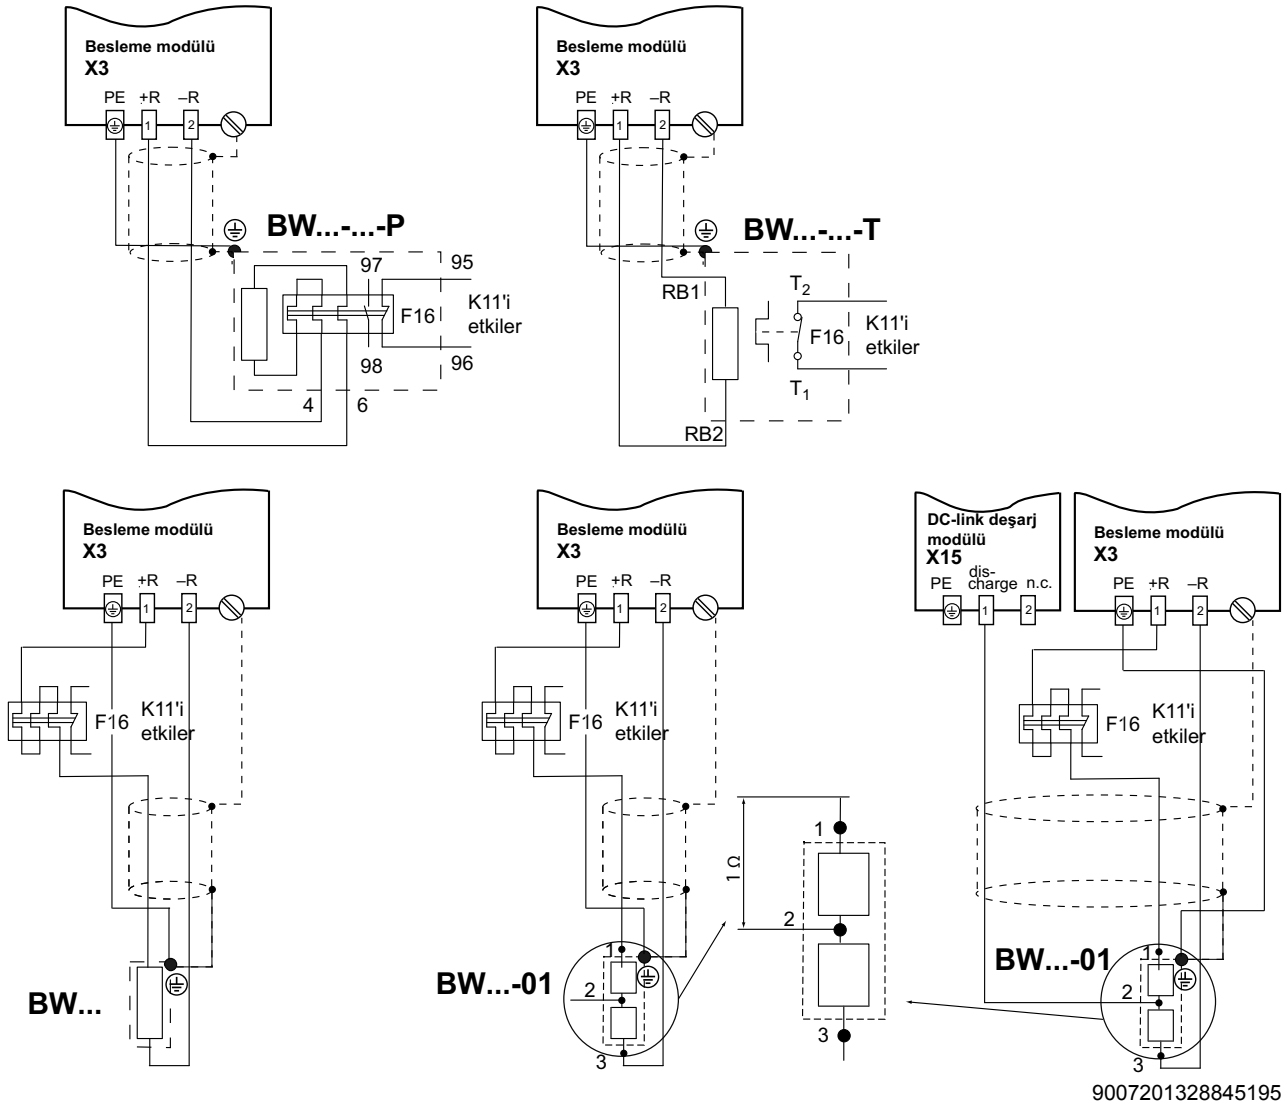 Besleme modülü
X3
PE +R –R
1 2
BW...-...-P
97 95
F16
K11'i
etkiler
98 96
4 6
Besleme modülü
X3
PE +R –R
1 2
BW...-...-T
RB1
T2
F16
K11'i
etkiler
T1
RB2
Besleme modülü
X3
PE +R –R
1 2
F16
K11'i
etkiler
BW...
Besleme modülü
X3
PE +R –R
1 2
F16
K11'i
etkiler
BW...-01
1
2
3
1 Ω
1
2
3
DC-link deşarj
modülü
X15
PE dis-
charge n.c.
1 2
Besleme modülü
X3
PE +R –R
1 2
F16
K11'i
etkiler
BW...-01
1
2
3
9007201328845195